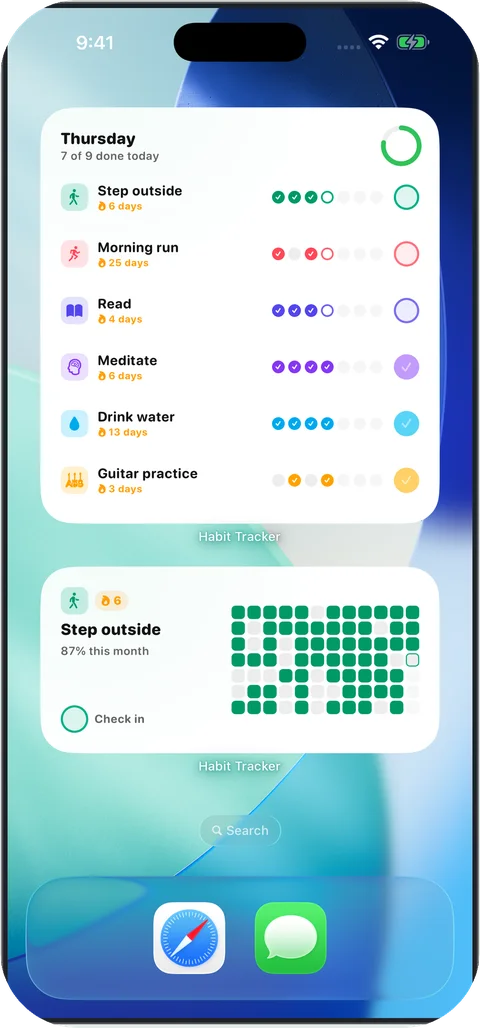 9:41
Thursday
7 of 9 done today
Step outside
6 days
Morning run
25 days
Read
4 days
Meditate
6 days
Drink water
13 days
Guitar practice
3 days
Habit Tracker
6
Step outside
87% this month
Check in
Habit Tracker
Search